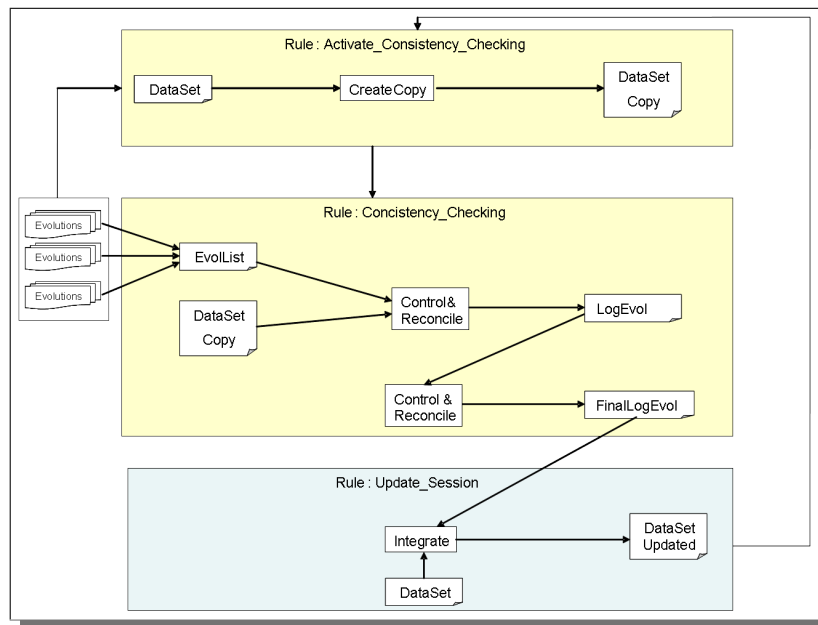 Rule : Activate_Consistency_Checking
DataSet
CreateCopy
DataSet
Copy
Rule : Concistency_Checking
Evolutions
Evolutions
Evolutions
EvolList
DataSet
Copy
Control &
Reconcile
LogEvol
Control &
Reconcile
FinalLogEvol
Rule : Update_Session
Integrate
DataSet
Updated
DataSet